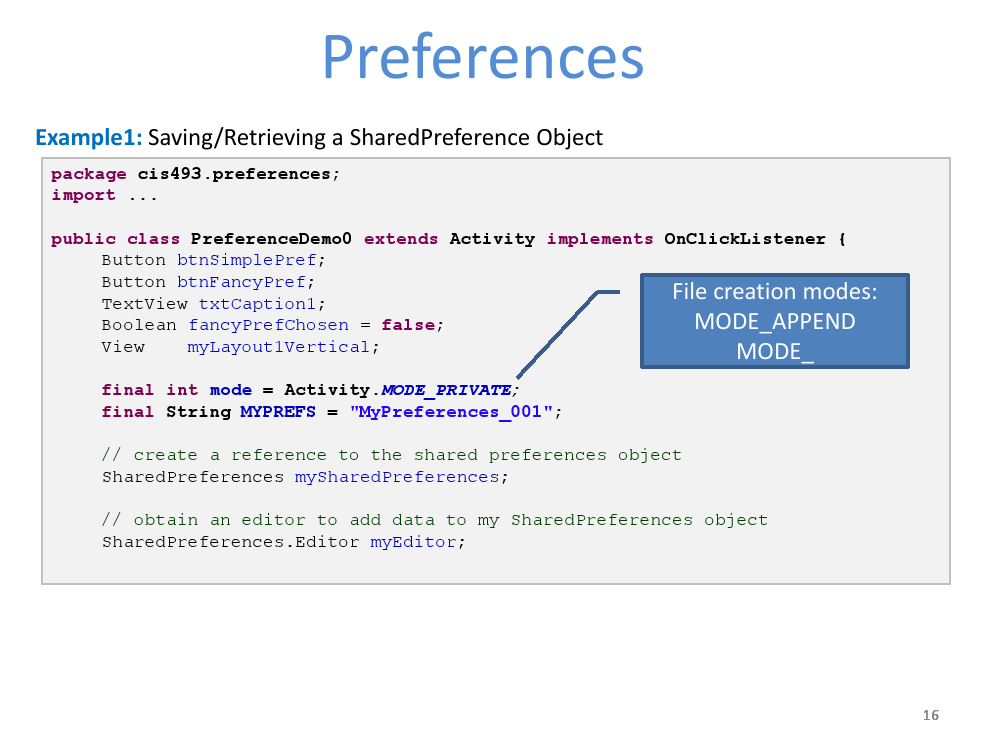 Preferences
Example1: Saving/Retrieving a SharedPreference Object
package cis493.preferences;
import ...
public class PreferenceDemo0 extends Activity implements OnClickListener {
Button btnSimplePref;
Button btnFancyPref;
TextView txtCaption1;
Boolean fancyPrefChosen = false;
View myLayout1Vertical;
File creation modes:
MODE_APPEND
MODE_
final int mode = Activity.MODE_PRIVATE;
final String MYPREFS = "MyPreferences_001";
// create a reference to the shared preferences object
SharedPreferences mySharedPreferences;
// obtain an editor to add data to my SharedPreferences object
SharedPreferences.Editor myEditor;
16